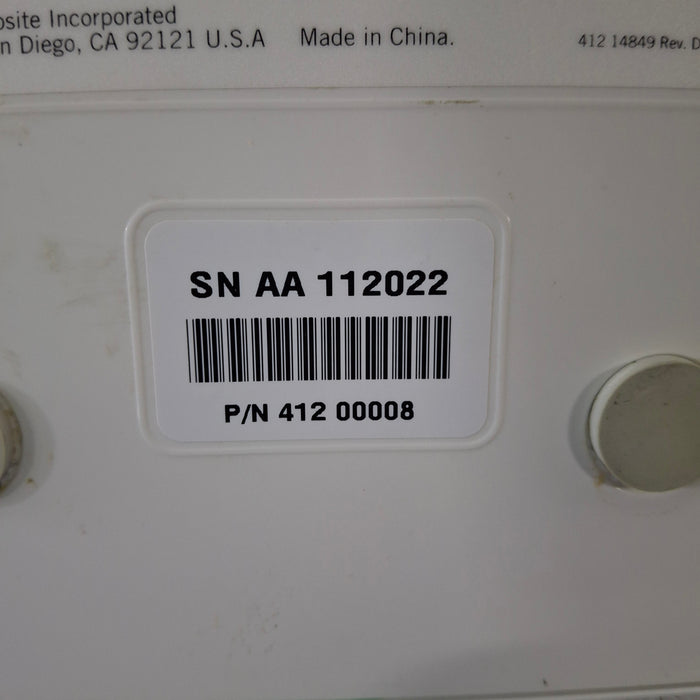 osite Incorporated
n Diego, CA 92121 U.S.A Made in China.
412 14849 Rev. D
SN AA 112022
P/N 412 00008